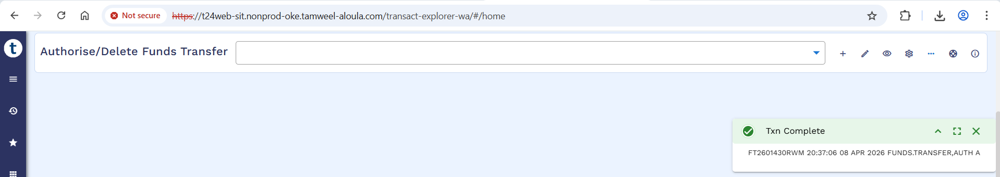 Not secure https://t24web-sit.nonprod-oke.tamweel-aloula.com/transact-explorer-wa/#/home
t
Authorise/Delete Funds Transfer
Txn Complete
FT2601430RWM 20:37:06 08 APR 2026 FUNDS.TRANSFER,AUTH A